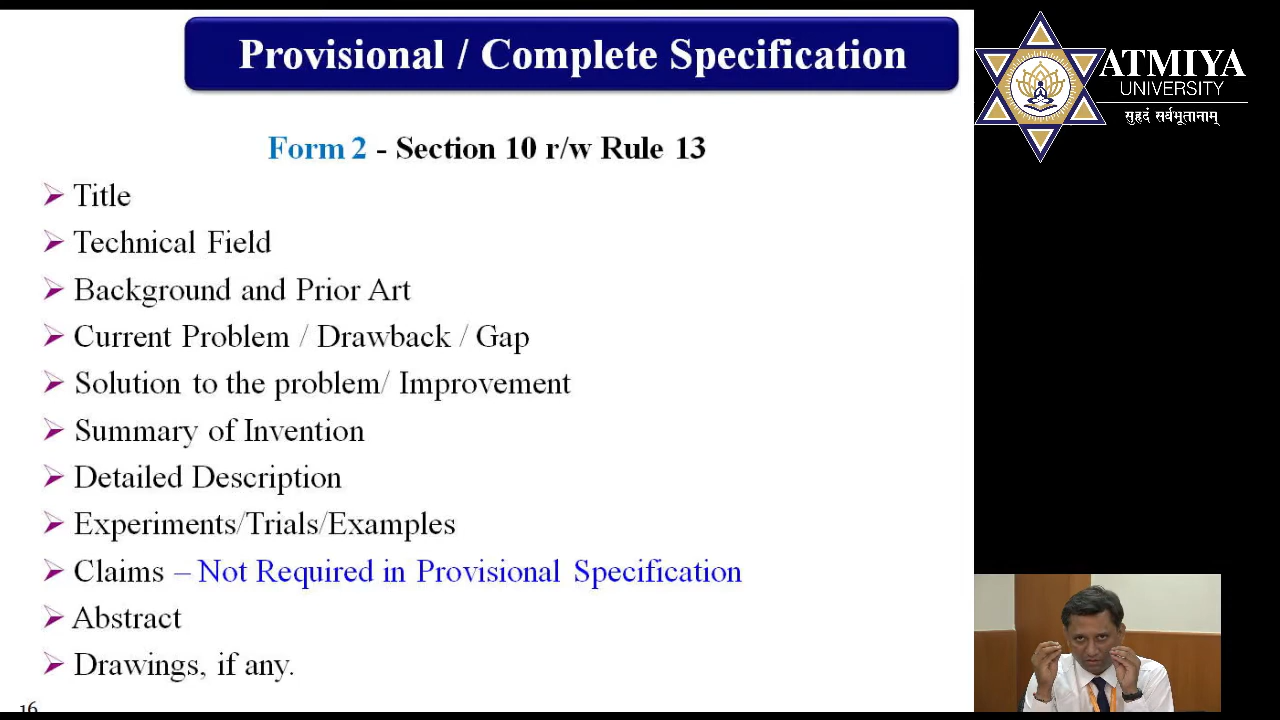 Provisional / Complete Specification
Form 2 - Section 10 r/w Rule 13
Title
Technical Field
Background and Prior Art
Current Problem / Drawback / Gap
Solution to the problem/ Improvement
Summary of Invention
Detailed Description
Experiments/Trials/Examples
Claims – Not Required in Provisional Specification
Abstract
Drawings, if any.
16
ATMIYA
UNIVERSITY
सुहृदं सर्वभूतानाम्